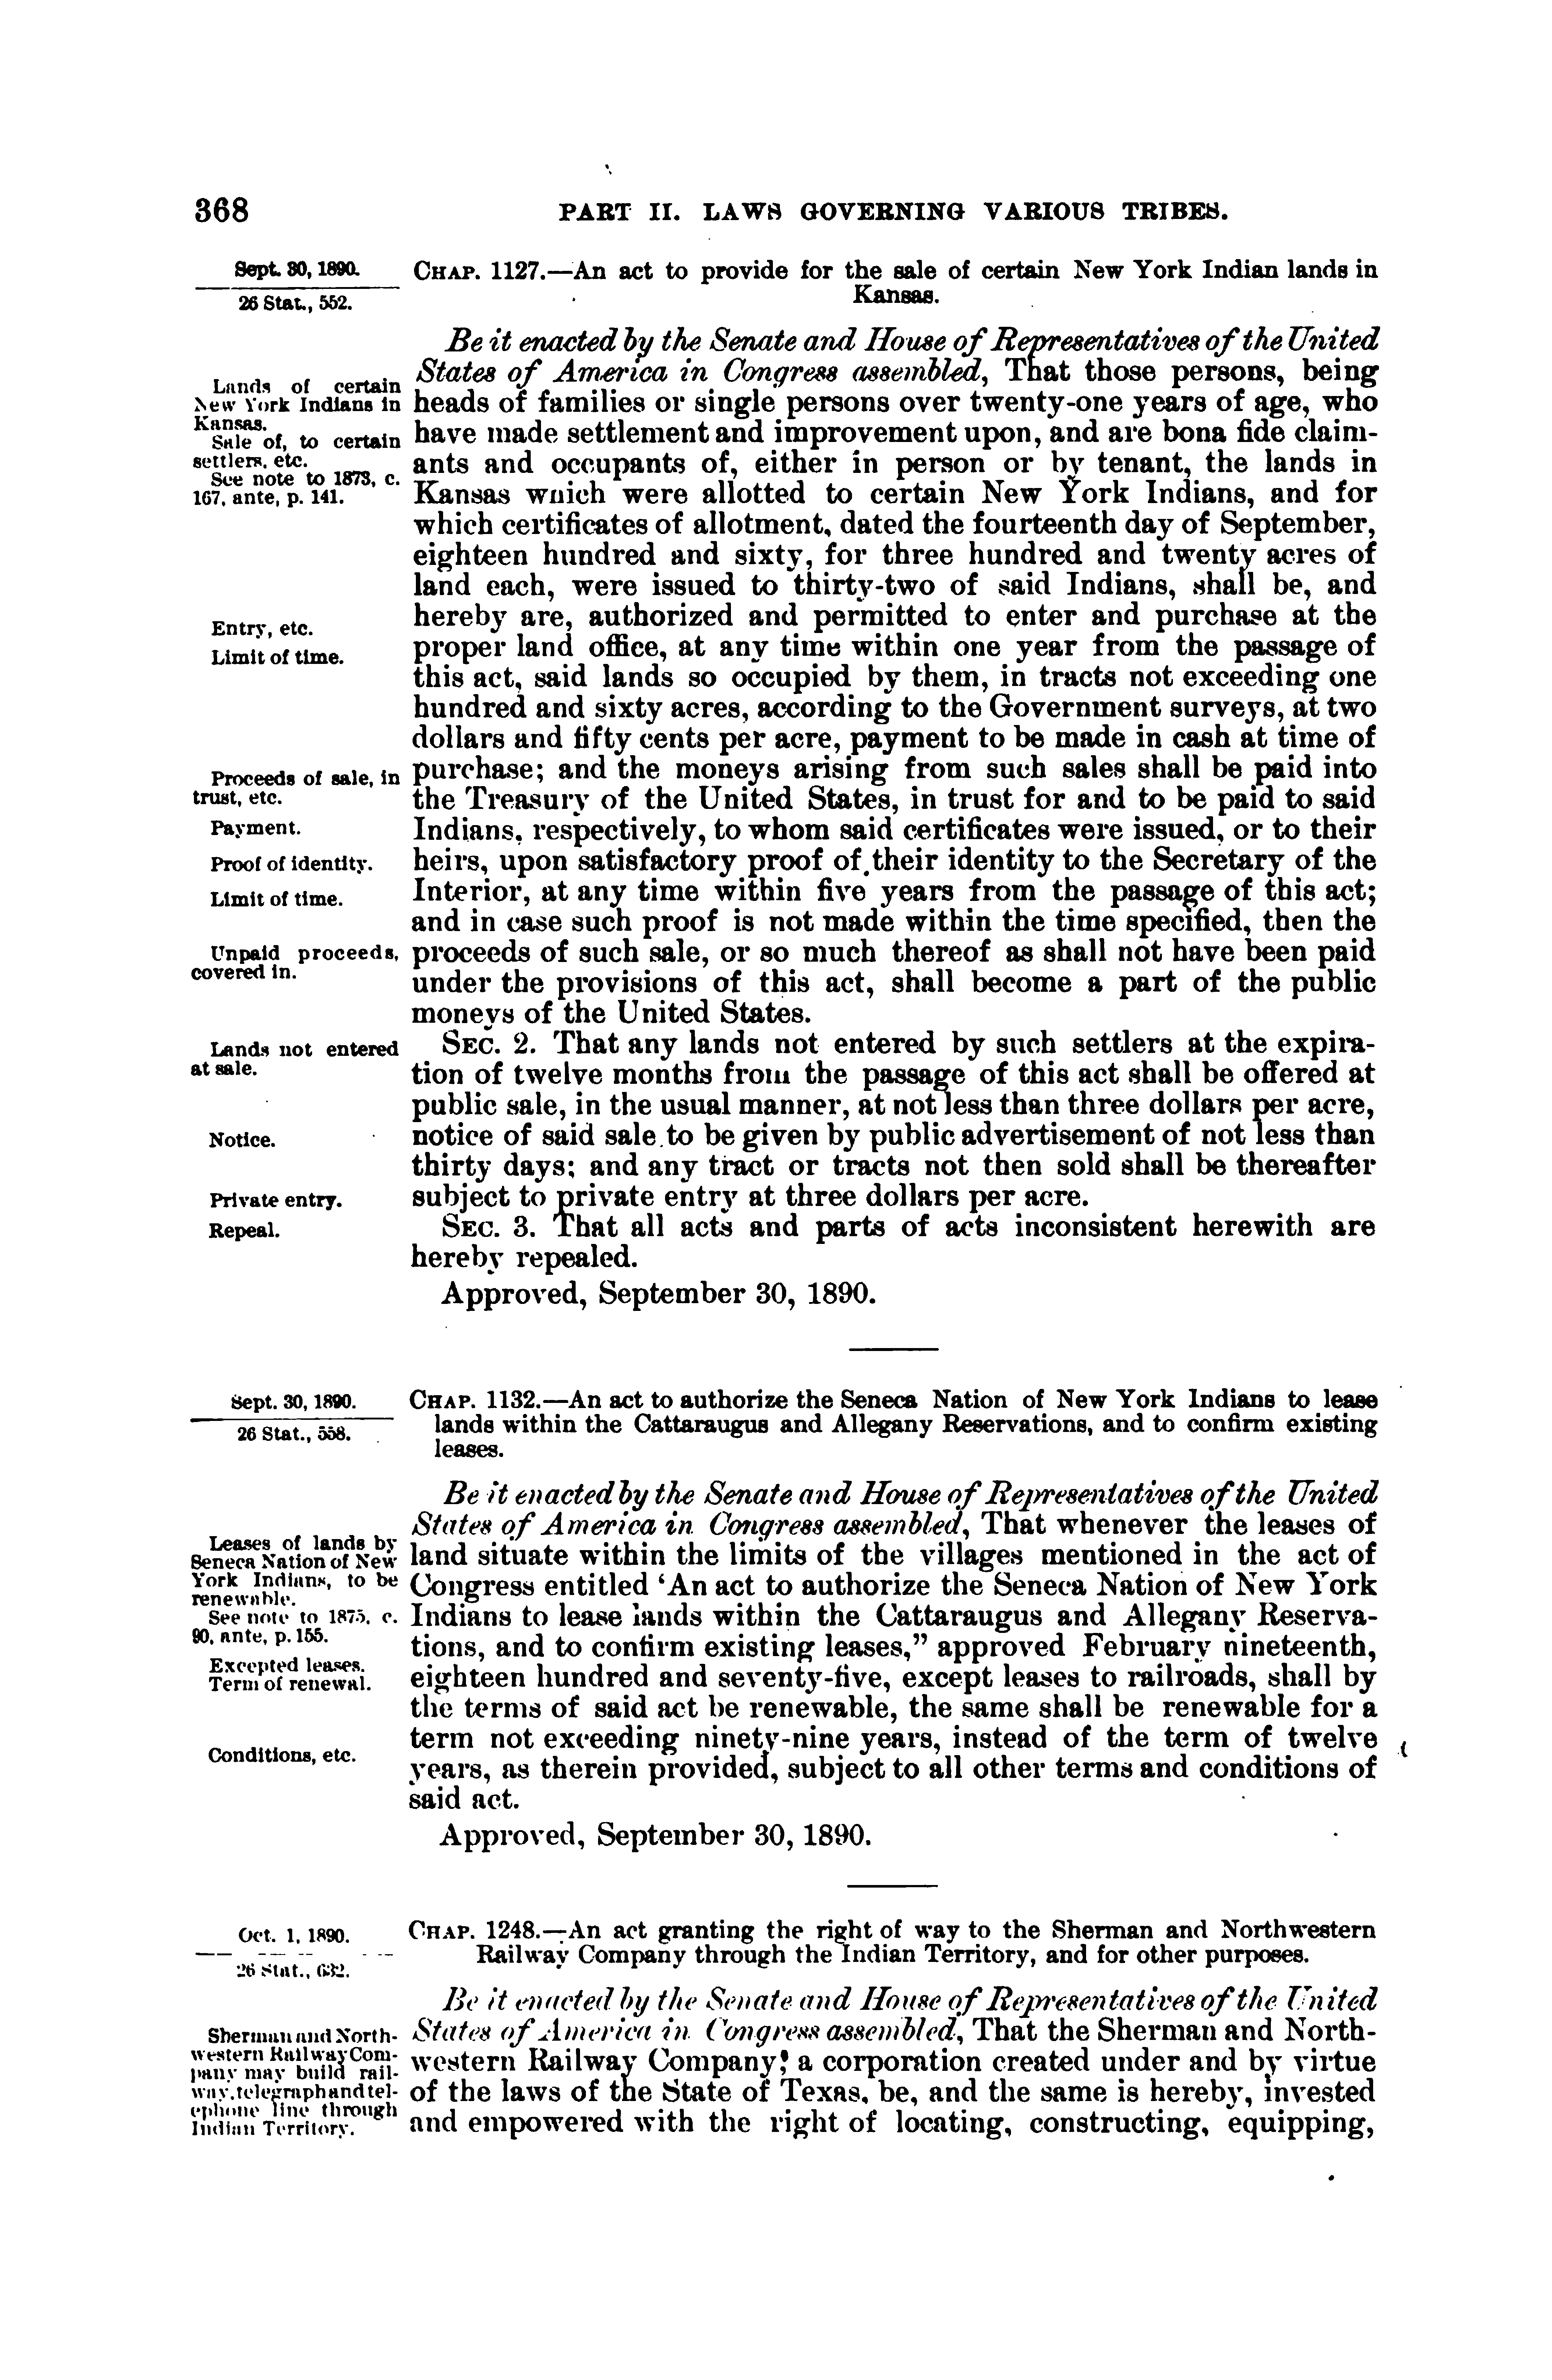 368
PART II. LAWS GOVERNING VARIOUS TRIBES.
Sept. 30, 1890.
26 Stat., 552.
CHAP. 1127.—An act to provide for the sale of certain New York Indian lands in
Kansas.
Be it enacted by the Senate and House of Representatives of the United
States of America in Congress assembled, That those persons, being
heads of families or single persons over twenty-one years of age, who
have made settlement and improvement upon, and are bona fide claim-
ants and occupants of, either in person or by tenant, the lands in
Kansas which were allotted to certain New York Indians, and for
which certificates of allotment, dated the fourteenth day of September,
eighteen hundred and sixty, for three hundred and twenty acres of
land each, were issued to thirty-two of said Indians, shall be, and
hereby are, authorized and permitted to enter and purchase at the
proper land office, at any time within one year from the passage of
this act, said lands so occupied by them, in tracts not exceeding one
hundred and sixty acres, according to the Government surveys, at two
dollars and fifty cents per acre, payment to be made in cash at time of
purchase; and the moneys arising from such sales shall be paid into
the Treasury of the United States, in trust for and to be paid to said
Indians, respectively, to whom said certificates were issued, or to their
heirs, upon satisfactory proof of their identity to the Secretary of the
Interior, at any time within five years from the passage of this act;
and in case such proof is not made within the time specified, then the
proceeds of such sale, or so much thereof as shall not have been paid
under the provisions of this act, shall become a part of the public
moneys of the United States.
Lands of certain
New York Indians in
Kansas.
Sale of, to certain
settlers, etc.
See note to 1873, c.
167, ante, p. 141.
Entry, etc.
Limit of time.
Proceeds of sale, in
trust, etc.
Payment.
Proof of identity.
Limit of time.
Unpaid proceeds,
covered in.
SEC. 2. That any lands not entered by such settlers at the expira-
tion of twelve months from the passage of this act shall be offered at
public sale, in the usual manner, at not less than three dollars per acre,
notice of said sale to be given by public advertisement of not less than
thirty days; and any tract or tracts not then sold shall be thereafter
subject to private entry at three dollars per acre.
Lands not entered
at sale.
Notice.
Private entry.
SEC. 3. That all acts and parts of acts inconsistent herewith are
hereby repealed.
Repeal.
Approved, September 30, 1890.
Sept. 30, 1890.
26 Stat., 558.
CHAP. 1132.—An act to authorize the Seneca Nation of New York Indians to lease
lands within the Cattaraugus and Allegany Reservations, and to confirm existing
leases.
Be it enacted by the Senate and House of Representatives of the United
States of America in Congress assembled, That whenever the leases of
land situate within the limits of the villages mentioned in the act of
Congress entitled ‘An act to authorize the Seneca Nation of New York
Indians to lease lands within the Cattaraugus and Allegany Reserva-
tions, and to confirm existing leases,” approved February nineteenth,
eighteen hundred and seventy-five, except leases to railroads, shall by
the terms of said act be renewable, the same shall be renewable for a
term not exceeding ninety-nine years, instead of the term of twelve
years, as therein provided, subject to all other terms and conditions of
said act.
Leases of lands by
Seneca Nation of New
York Indians, to be
renewable.
See note to 1875, c.
90, ante, p. 155.
Excepted leases.
Term of renewal.
Conditions, etc.
Approved, September 30, 1890.
Oct. 1, 1890.
26 Stat., 632.
CHAP. 1248.—An act granting the right of way to the Sherman and Northwestern
Railway Company through the Indian Territory, and for other purposes.
Be it enacted by the Senate and House of Representatives of the United
States of America in Congress assembled, That the Sherman and North-
western Railway Company, a corporation created under and by virtue
of the laws of the State of Texas, be, and the same is hereby, invested
and empowered with the right of locating, constructing, equipping,
Sherman and North-
western Railway Com-
pany may build rail-
way, telegraph and tel-
ephone line through
Indian Territory.